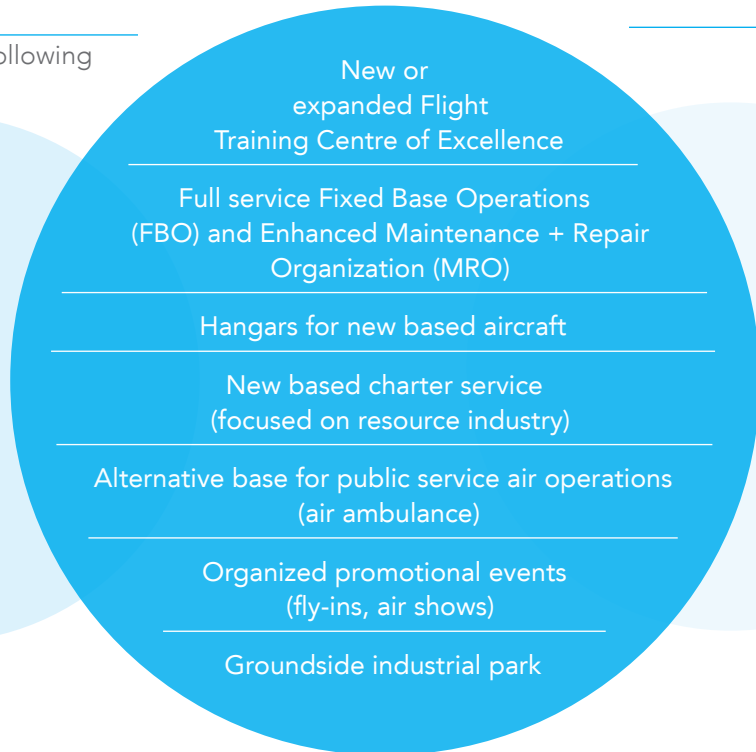 ollowing
New or
expanded Flight
Training Centre of Excellence
Full service Fixed Base Operations
(FBO) and Enhanced Maintenance + Repair
Organization (MRO)
Hangars for new based aircraft
New based charter service
(focused on resource industry)
Alternative base for public service air operations
(air ambulance)
Organized promotional events
(fly-ins, air shows)
Groundside industrial park